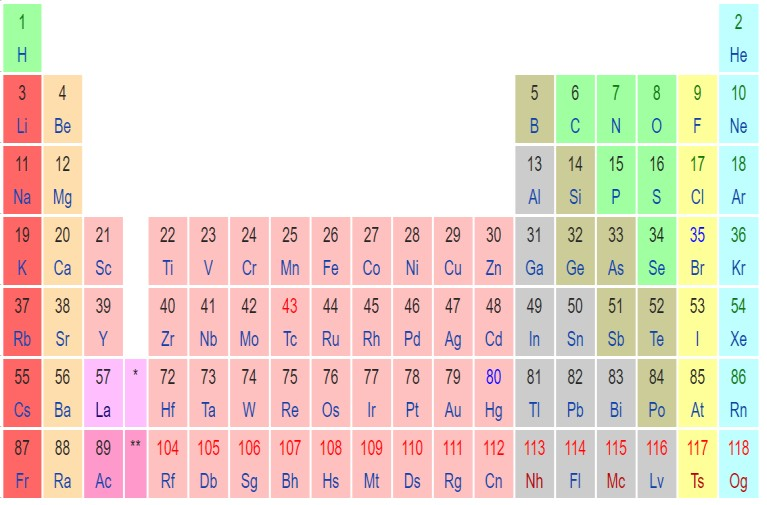 1 2
H He
3 4 5 6 7 8 9 10
Li Be B C N O F Ne
11 12 13 14 15 16 17 18
Na Mg Al Si P S Cl Ar
19 20 21 22 23 24 25 26 27 28 29 30 31 32 33 34 35 36
K Ca Sc Ti V Cr Mn Fe Co Ni Cu Zn Ga Ge As Se Br Kr
37 38 39 40 41 42 43 44 45 46 47 48 49 50 51 52 53 54
Rb Sr Y Zr Nb Mo Tc Ru Rh Pd Ag Cd In Sn Sb Te I Xe
55 56 57 * 72 73 74 75 76 77 78 79 80 81 82 83 84 85 86
Cs Ba La Hf Ta W Re Os Ir Pt Au Hg Tl Pb Bi Po At Rn
87 88 89 ** 104 105 106 107 108 109 110 111 112 113 114 115 116 117 118
Fr Ra Ac Rf Db Sg Bh Hs Mt Ds Rg Cn Nh Fl Mc Lv Ts Og